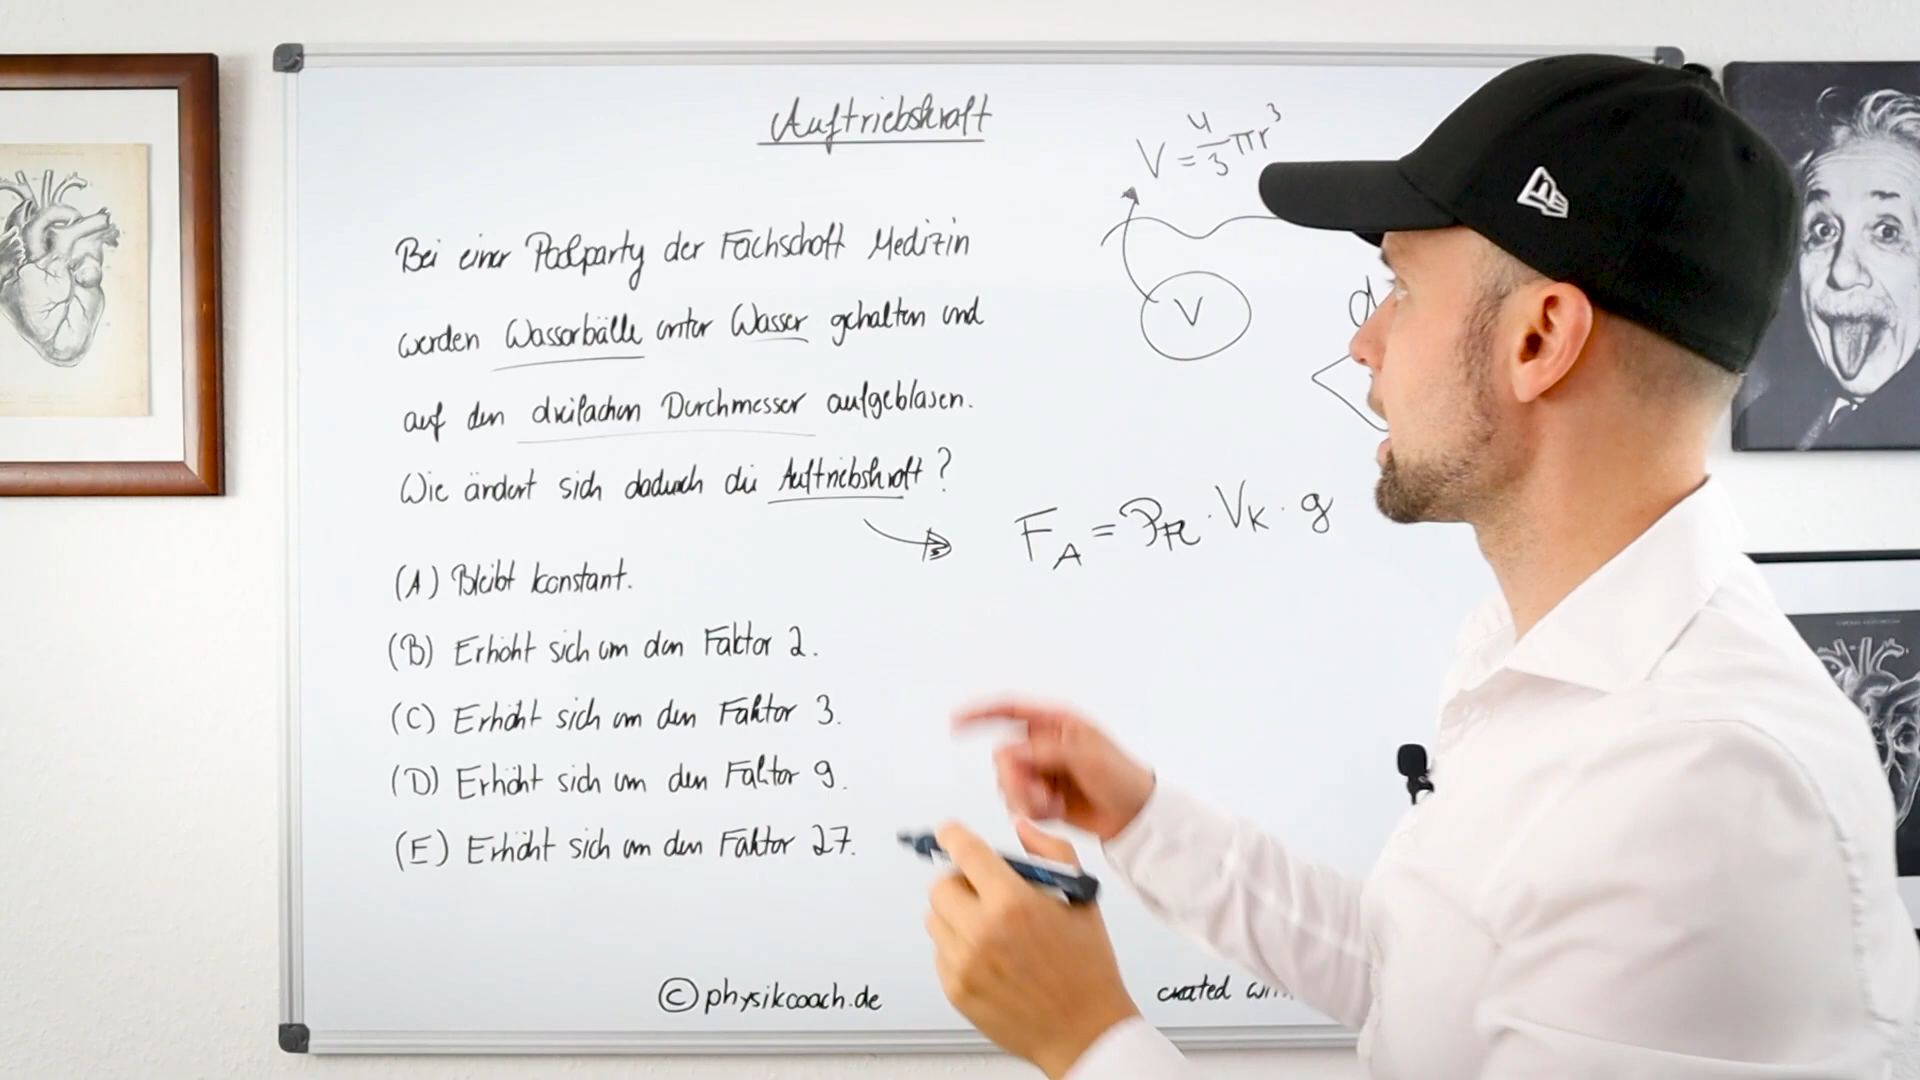 Auftriebskraft
V = 4/3 πr³
Bei einer Poolparty der Fachschaft Medizin
werden Wasserbälle unter Wasser gehalten und
auf den dreifachen Durchmesser aufgeblasen.
Wie ändert sich dadurch die Auftriebskraft?
V
d
F_A = ρ_Fl · V_K · g
(A) Bleibt konstant.
(B) Erhöht sich um den Faktor 2.
(C) Erhöht sich um den Faktor 3.
(D) Erhöht sich um den Faktor 9.
(E) Erhöht sich um den Faktor 27.
© physikcoach.de
created